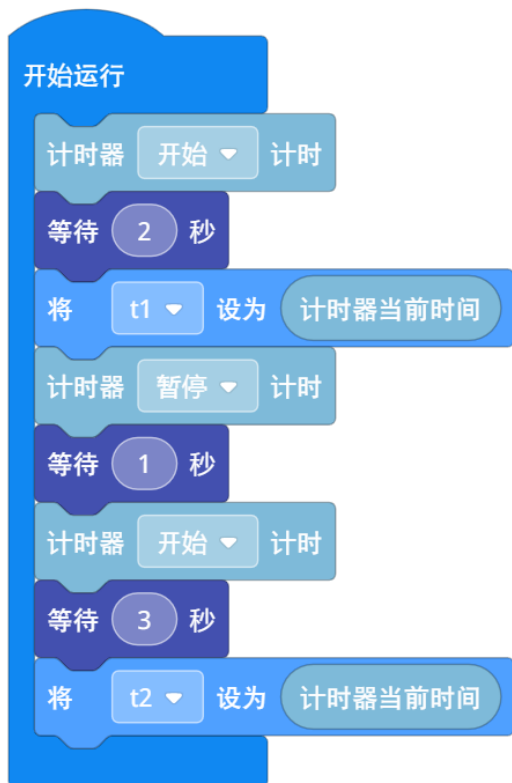 开始运行
计时器 开始 计时
等待 2 秒
将 t1 设为 计时器当前时间
计时器 暂停 计时
等待 1 秒
计时器 开始 计时
等待 3 秒
将 t2 设为 计时器当前时间